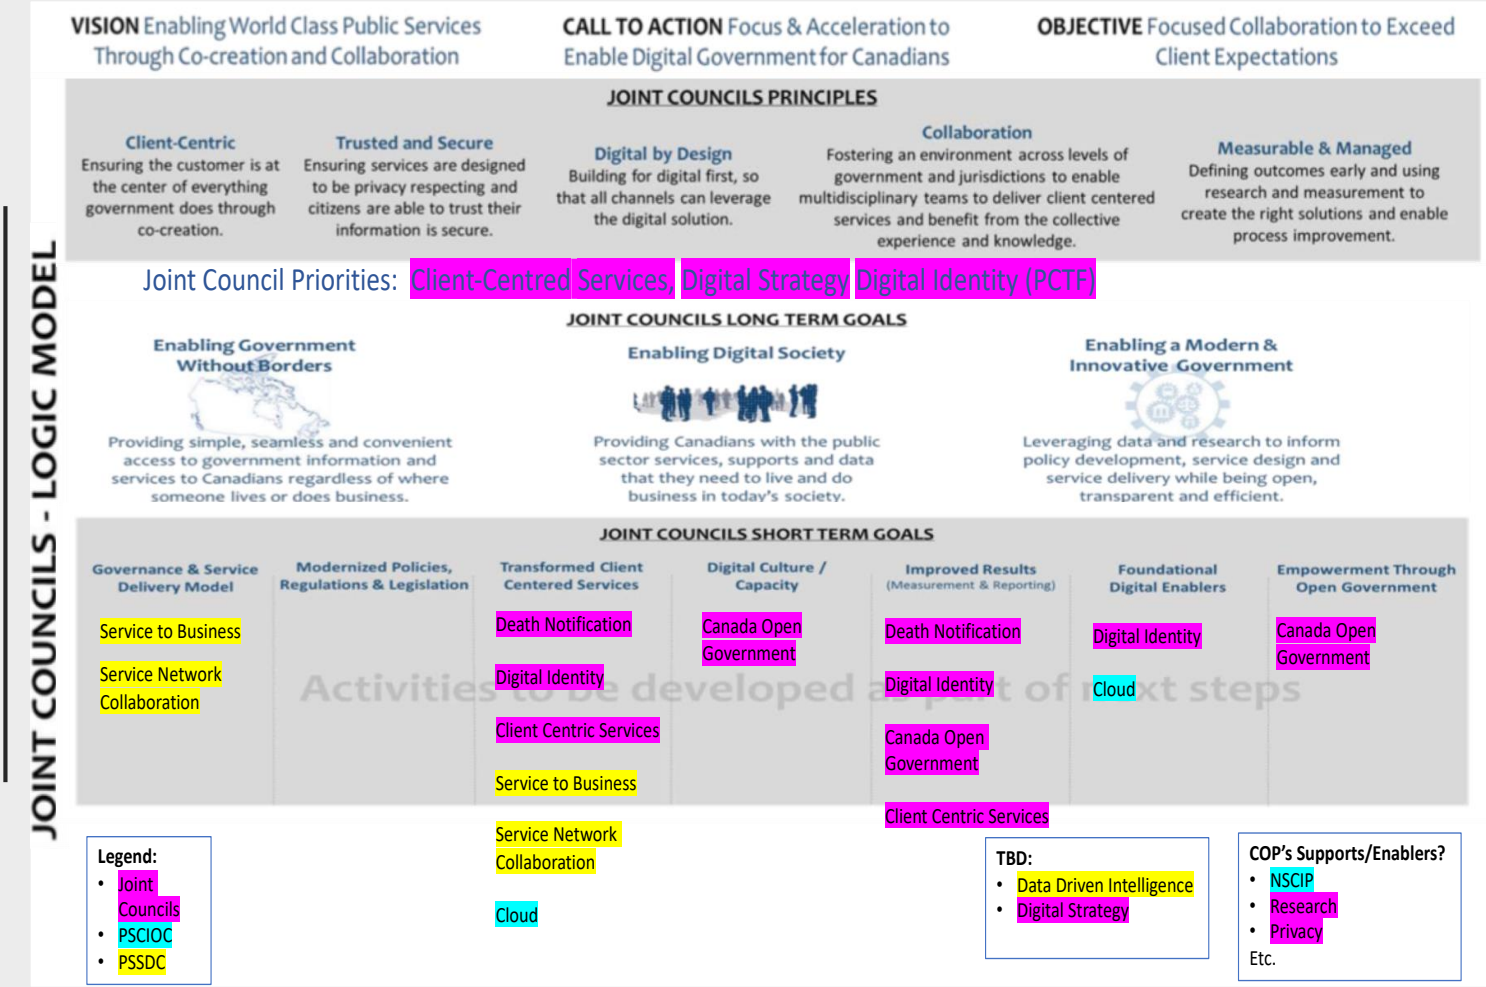 VISION Enabling World Class Public Services
Through Co-creation and Collaboration
CALL TO ACTION Focus & Acceleration to
Enable Digital Government for Canadians
OBJECTIVE Focused Collaboration to Exceed
Client Expectations
JOINT COUNCILS - LOGIC MODEL
JOINT COUNCILS PRINCIPLES
Client-Centric
Ensuring the customer is at
the center of everything
government does through
co-creation.
Trusted and Secure
Ensuring services are designed
to be privacy respecting and
citizens are able to trust their
information is secure.
Digital by Design
Building for digital first, so
that all channels can leverage
the digital solution.
Collaboration
Fostering an environment across levels of
government and jurisdictions to enable
multidisciplinary teams to deliver client centered
services and benefit from the collective
experience and knowledge.
Measurable & Managed
Defining outcomes early and using
research and measurement to
create the right solutions and enable
process improvement.
Joint Council Priorities: Client-Centred Services, Digital Strategy Digital Identity (PCTF)
JOINT COUNCILS LONG TERM GOALS
Enabling Government
Without Borders
Providing simple, seamless and convenient
access to government information and
services to Canadians regardless of where
someone lives or does business.
Enabling Digital Society
Providing Canadians with the public
sector services, supports and data
that they need to live and do
business in today's society.
Enabling a Modern &
Innovative Government
Leveraging data and research to inform
policy development, service design and
service delivery while being open,
transparent and efficient.
JOINT COUNCILS SHORT TERM GOALS
Governance & Service
Delivery Model
Service to Business
Service Network
Collaboration
Modernized Policies,
Regulations & Legislation
Transformed Client
Centered Services
Death Notification
Digital Identity
Client Centric Services
Service to Business
Service Network
Collaboration
Cloud
Digital Culture /
Capacity
Canada Open
Government
Improved Results
(Measurement & Reporting)
Death Notification
Digital Identity
Canada Open
Government
Client Centric Services
Foundational
Digital Enablers
Digital Identity
Cloud
Empowerment Through
Open Government
Canada Open
Government
Activities to be developed as part of next steps
Legend:
• Joint
Councils
• PSCIOC
• PSSDC
TBD:
• Data Driven Intelligence
• Digital Strategy
COP's Supports/Enablers?
• NSCIP
• Research
• Privacy
Etc.